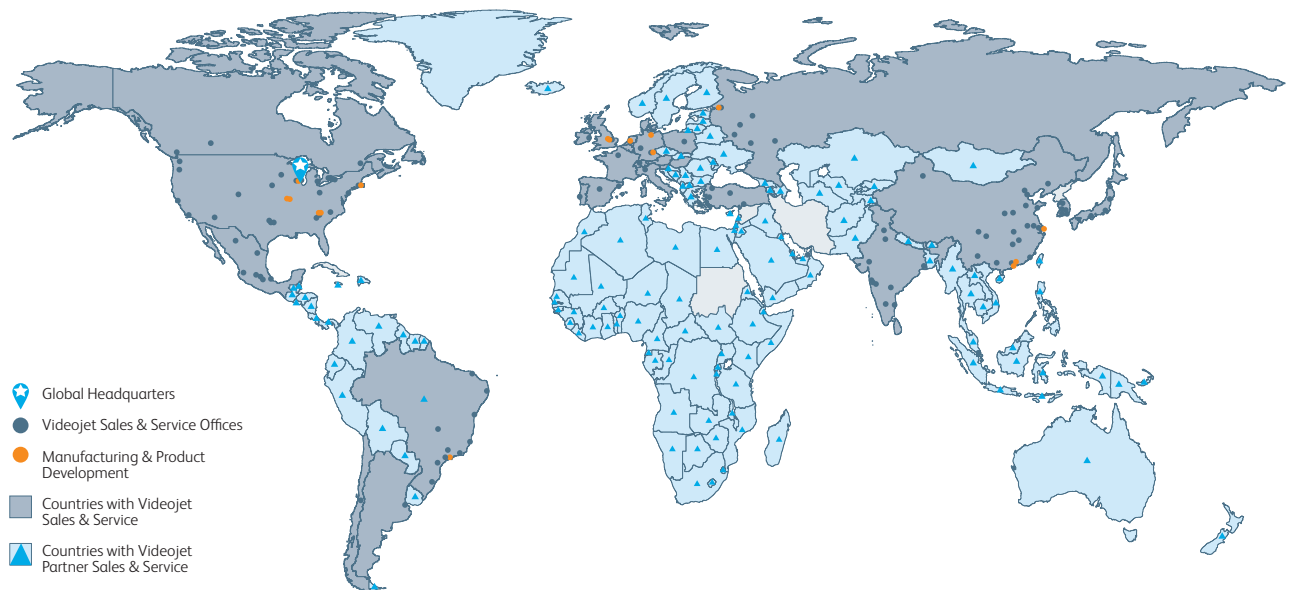 Global Headquarters
Videojet Sales & Service Offices
Manufacturing & Product
Development
Countries with Videojet
Sales & Service
Countries with Videojet
Partner Sales & Service